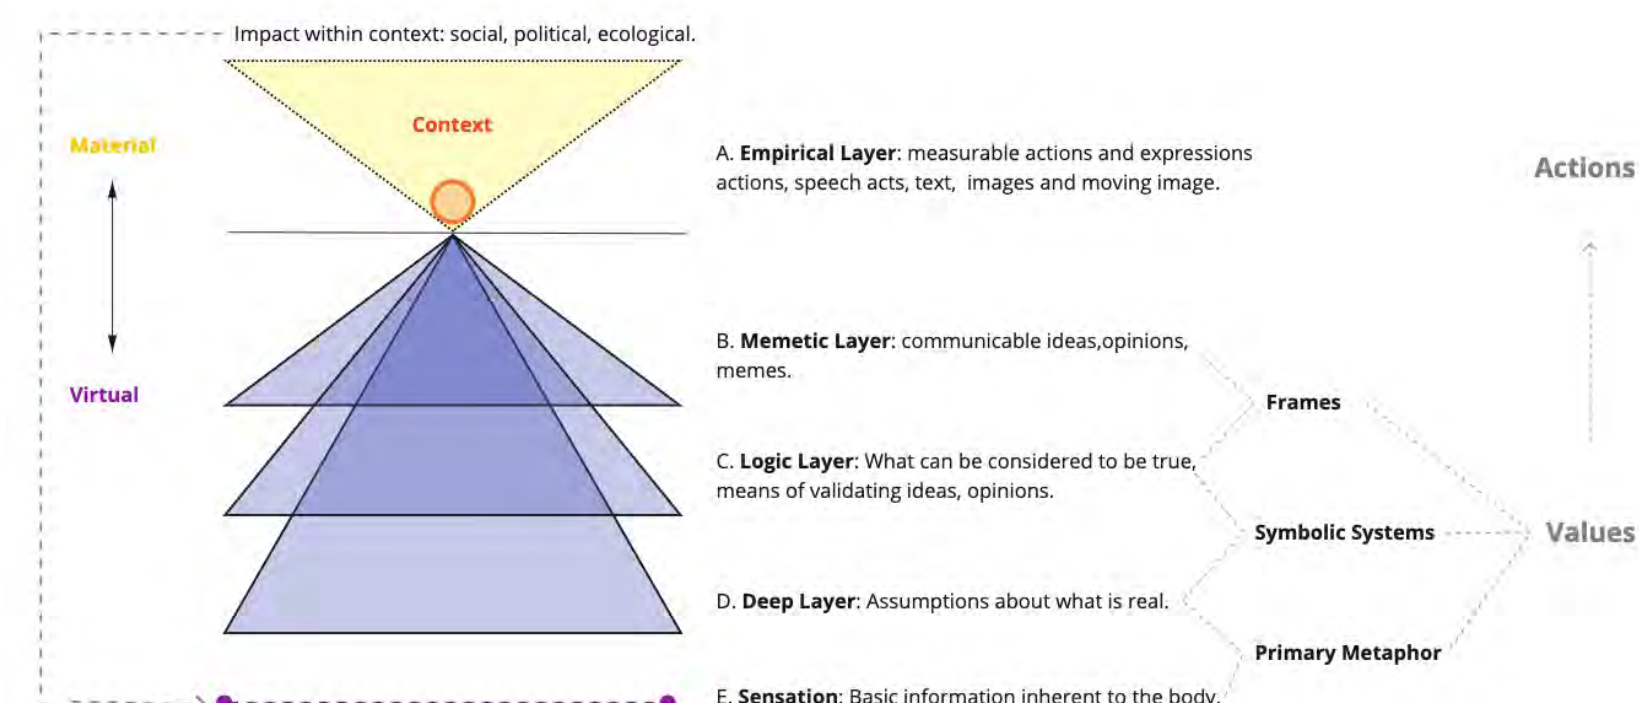 Impact within context: social, political, ecological.
Context
Material
A. Empirical Layer: measurable actions and expressions
actions, speech acts, text,  images and moving image.
Actions
B. Memetic Layer: communicable ideas,opinions,
memes.
Virtual
Frames
C. Logic Layer: What can be considered to be true,
means of validating ideas, opinions.
Symbolic Systems
Values
D. Deep Layer: Assumptions about what is real.
Primary Metaphor
E. Sensation: Basic information inherent to the body.